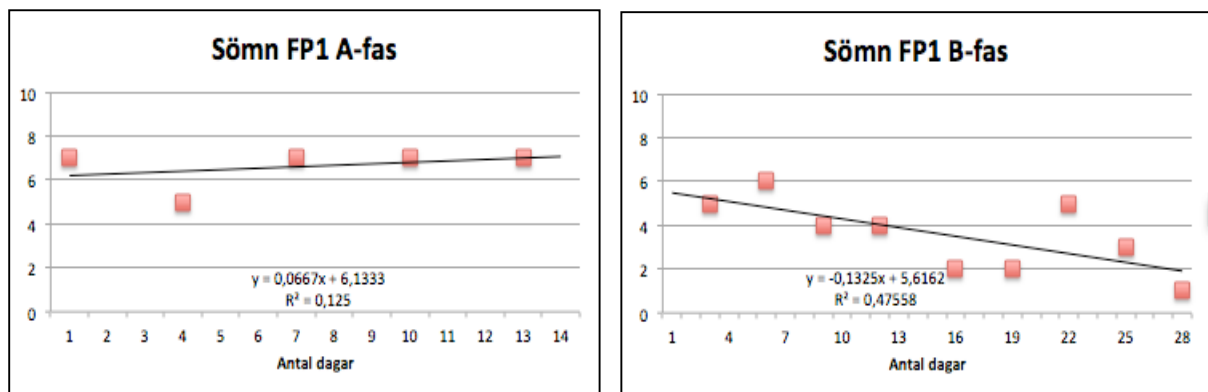 Sömn FP1 A-fas
10
8
6
4
2
0
y = 0,0667x + 6,1333
R² = 0,125
1 2 3 4 5 6 7 8 9 10 11 12 13 14
Antal dagar
Sömn FP1 B-fas
10
8
6
4
2
0
y = -0,1325x + 5,6162
R² = 0,47558
1 4 7 10 13 16 19 22 25 28
Antal dagar